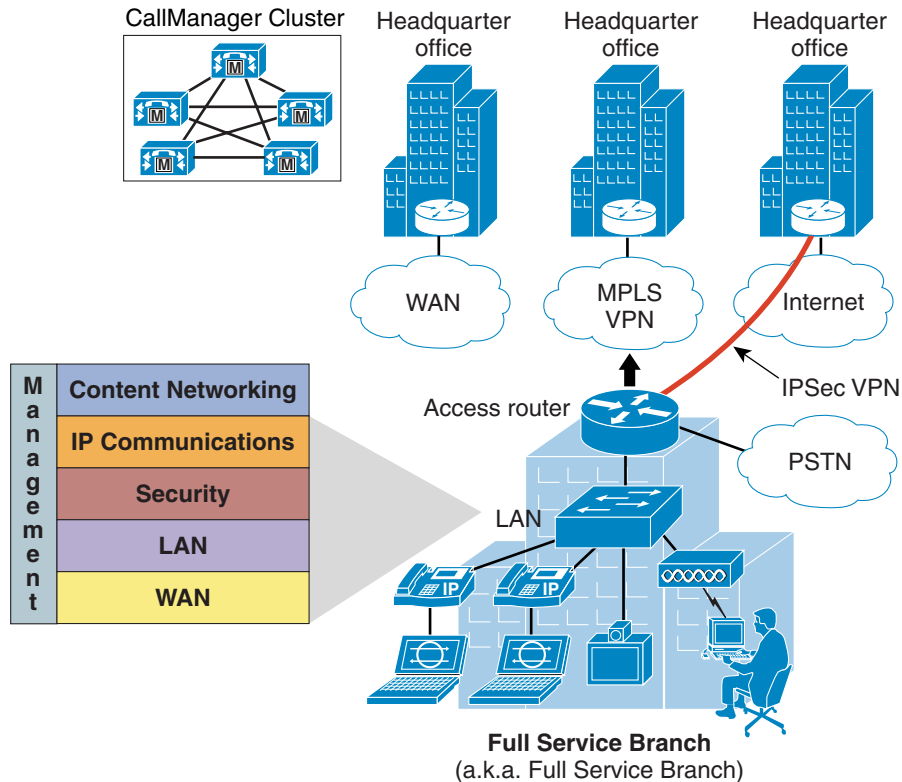 CallManager Cluster
M
M
M
M
M
Headquarter
office
Headquarter
office
Headquarter
office
WAN
MPLS
VPN
Internet
IPSec VPN
Access router
PSTN
LAN
IP
IP
Management
Content Networking
IP Communications
Security
LAN
WAN
Full Service Branch
(a.k.a. Full Service Branch)